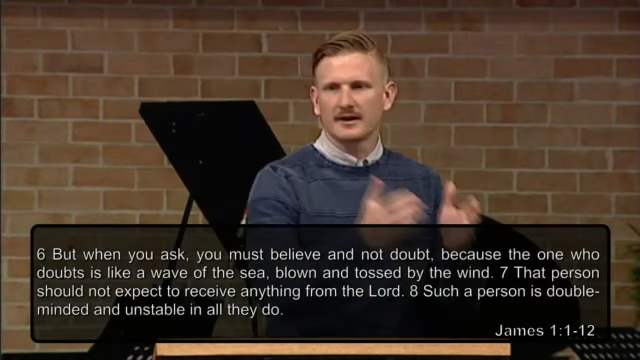 6 But when you ask, you must believe and not doubt, because the one who
doubts is like a wave of the sea, blown and tossed by the wind. 7 That person
should not expect to receive anything from the Lord. 8 Such a person is double-
minded and unstable in all they do.
James 1:1-12